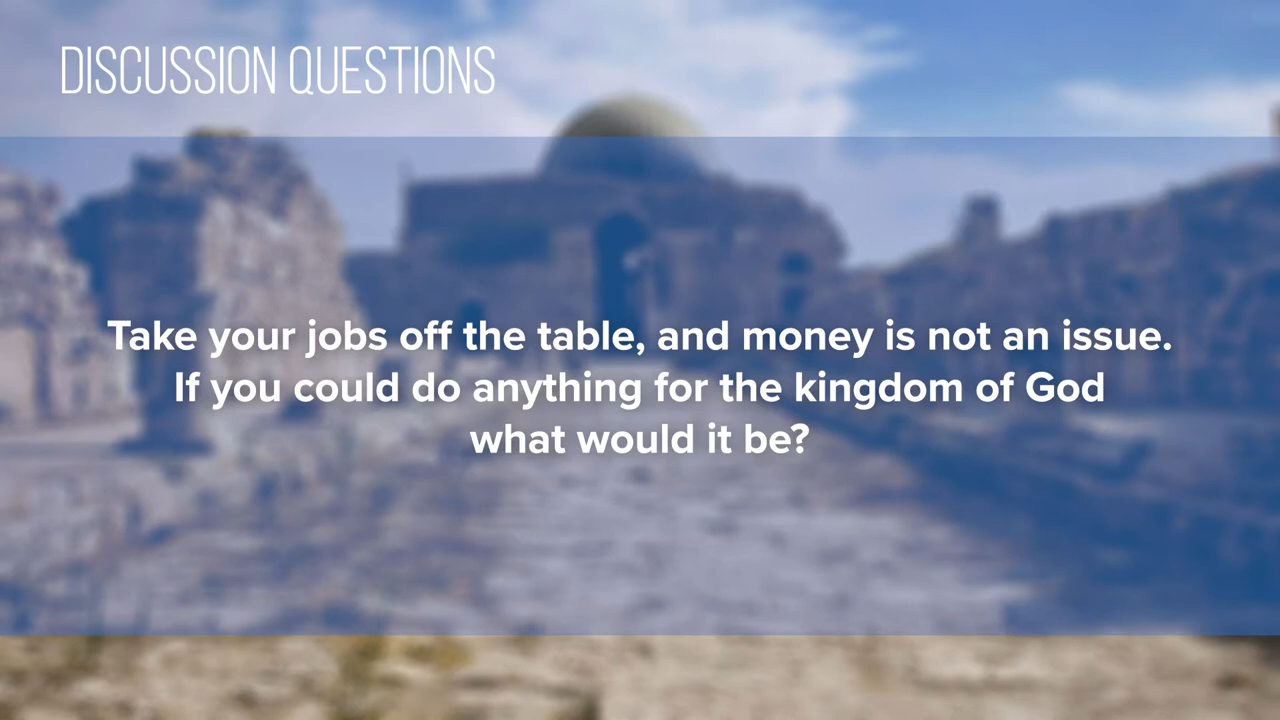 DISCUSSION QUESTIONS
Take your jobs off the table, and money is not an issue.
If you could do anything for the kingdom of God
what would it be?